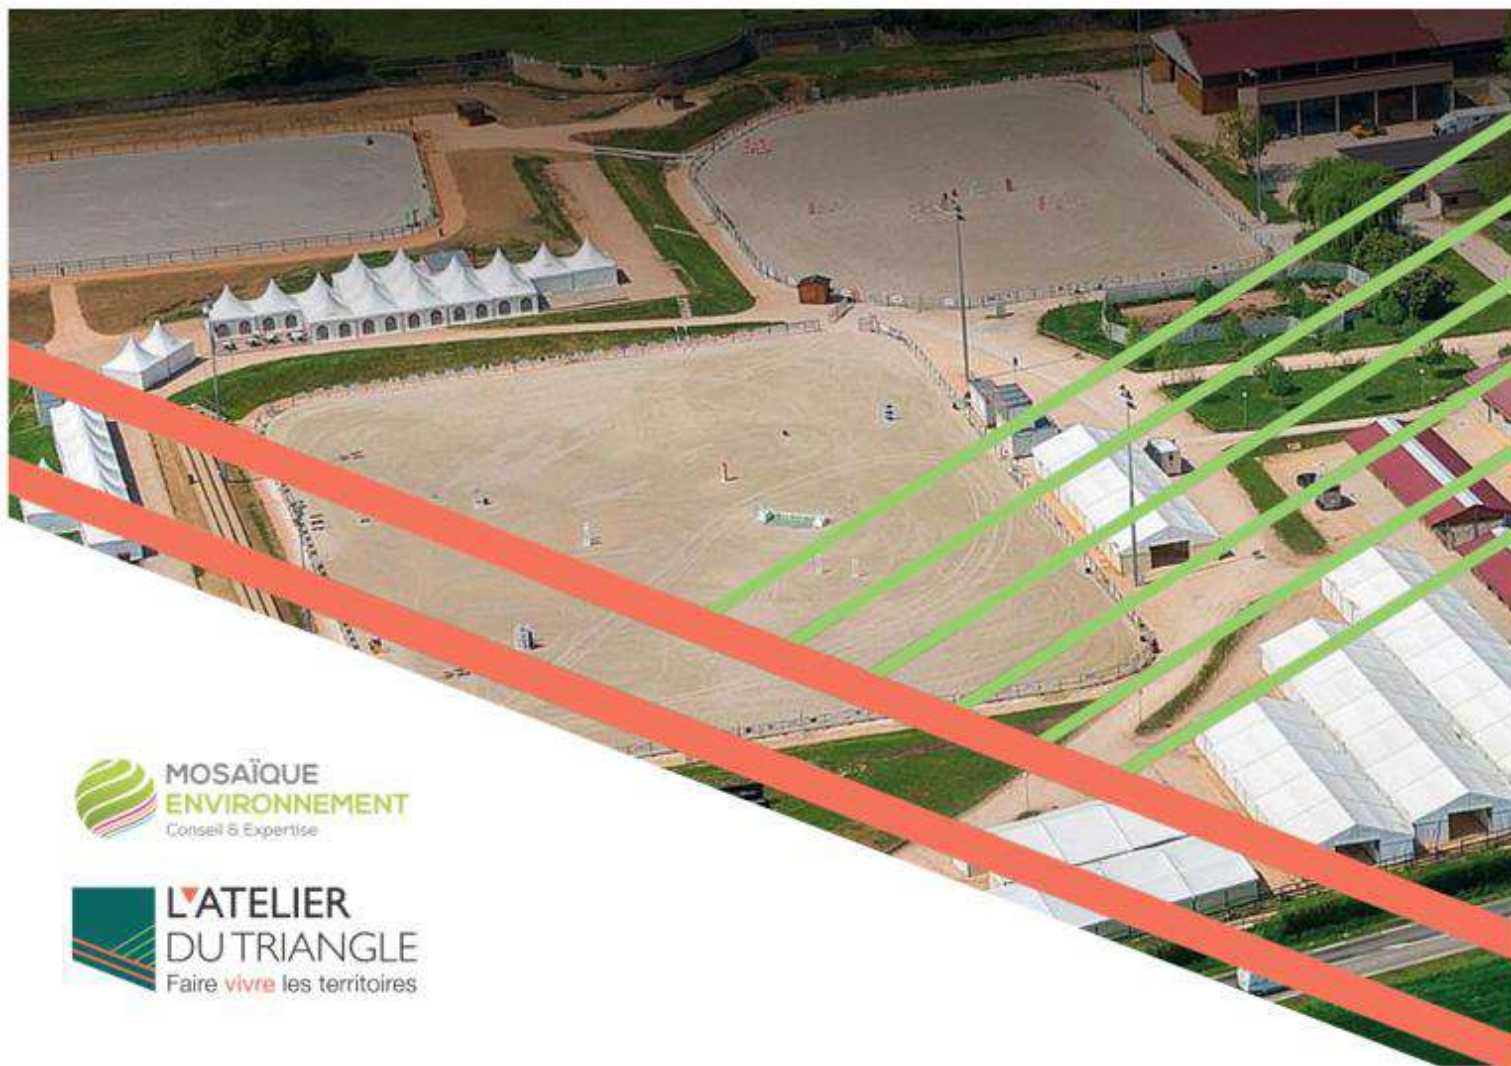 MOSAÏQUE
ENVIRONNEMENT
Conseil & Expertise
L'ATELIER
DU TRIANGLE
Faire vivre les territoires